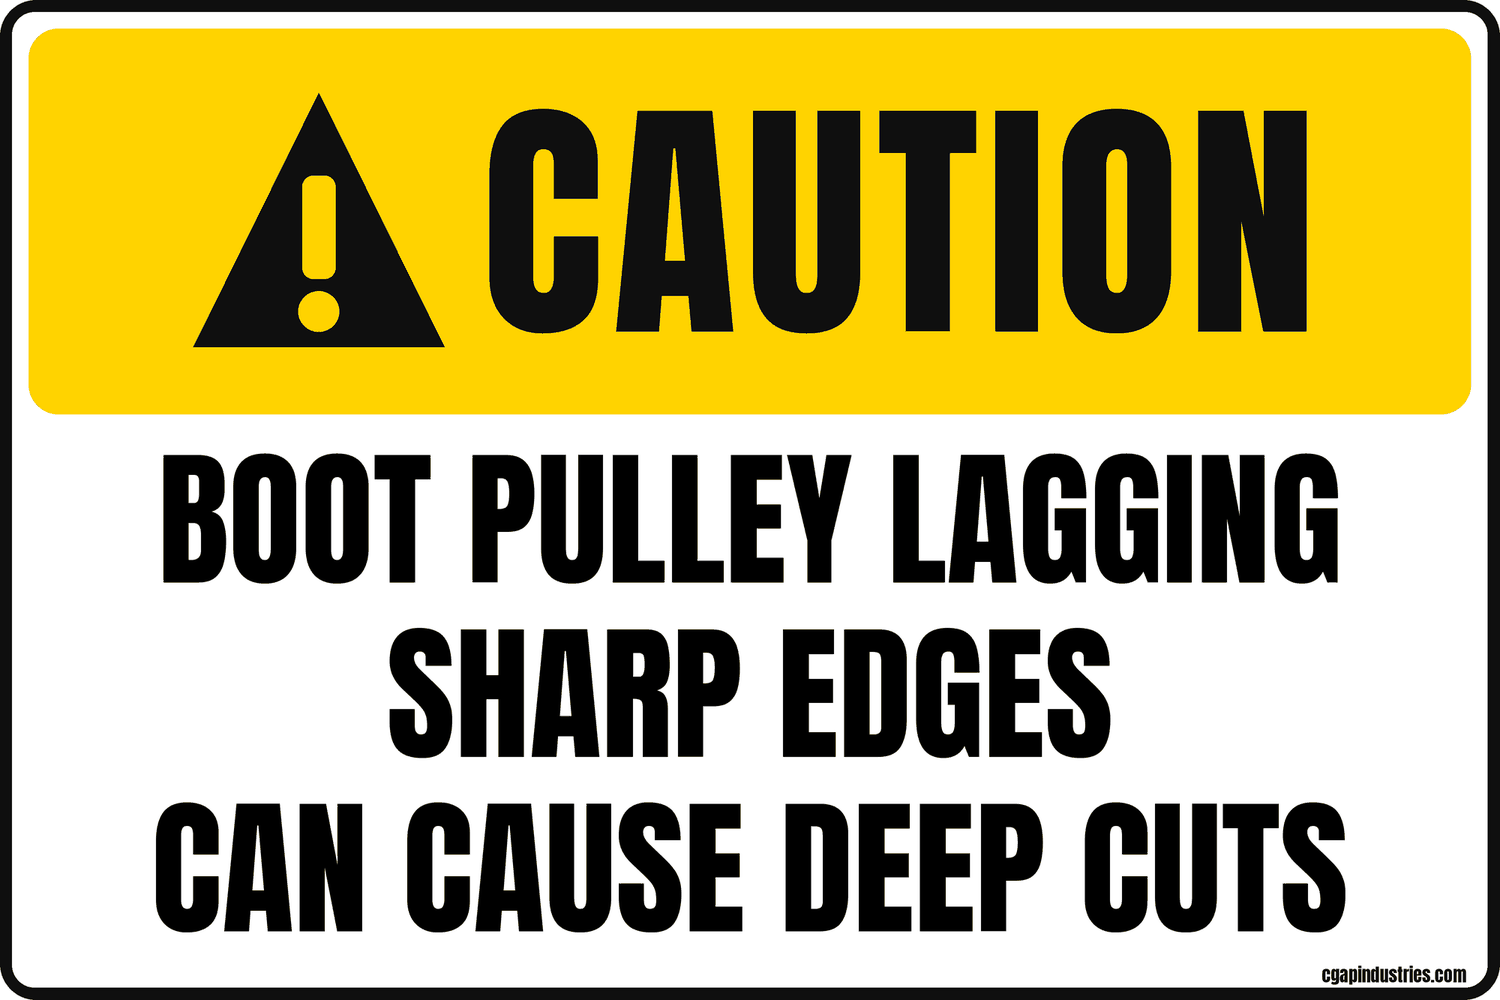 CAUTION
BOOT PULLEY LAGGING
SHARP EDGES
CAN CAUSE DEEP CUTS
cgapindustries.com